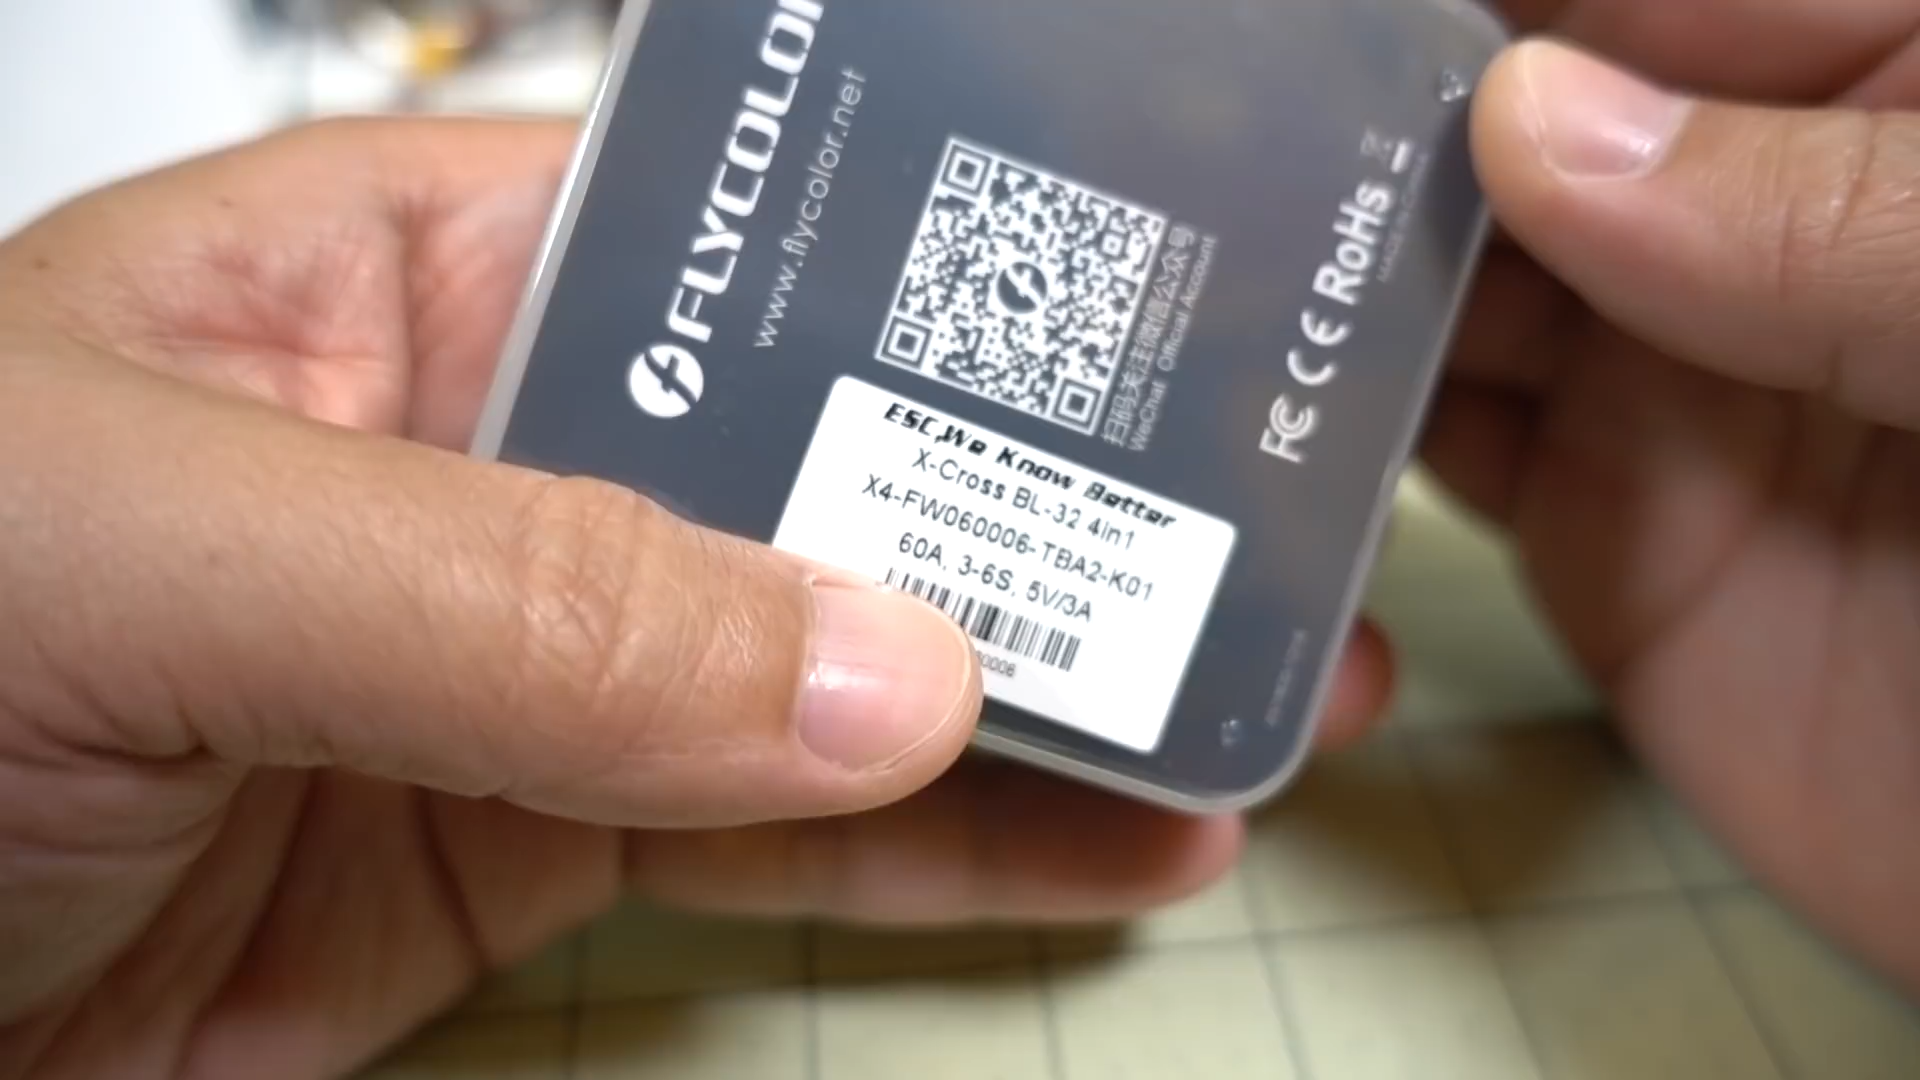 FLYCOLOR
www.flycolor.net
扫码关注微信公众号
WeChat Official Account
FC CE RoHs
ESC,We Know Better
X-Cross BL-32 4in1
X4-FW060006-TBA2-K01
60A, 3-6S, 5V/3A
0006